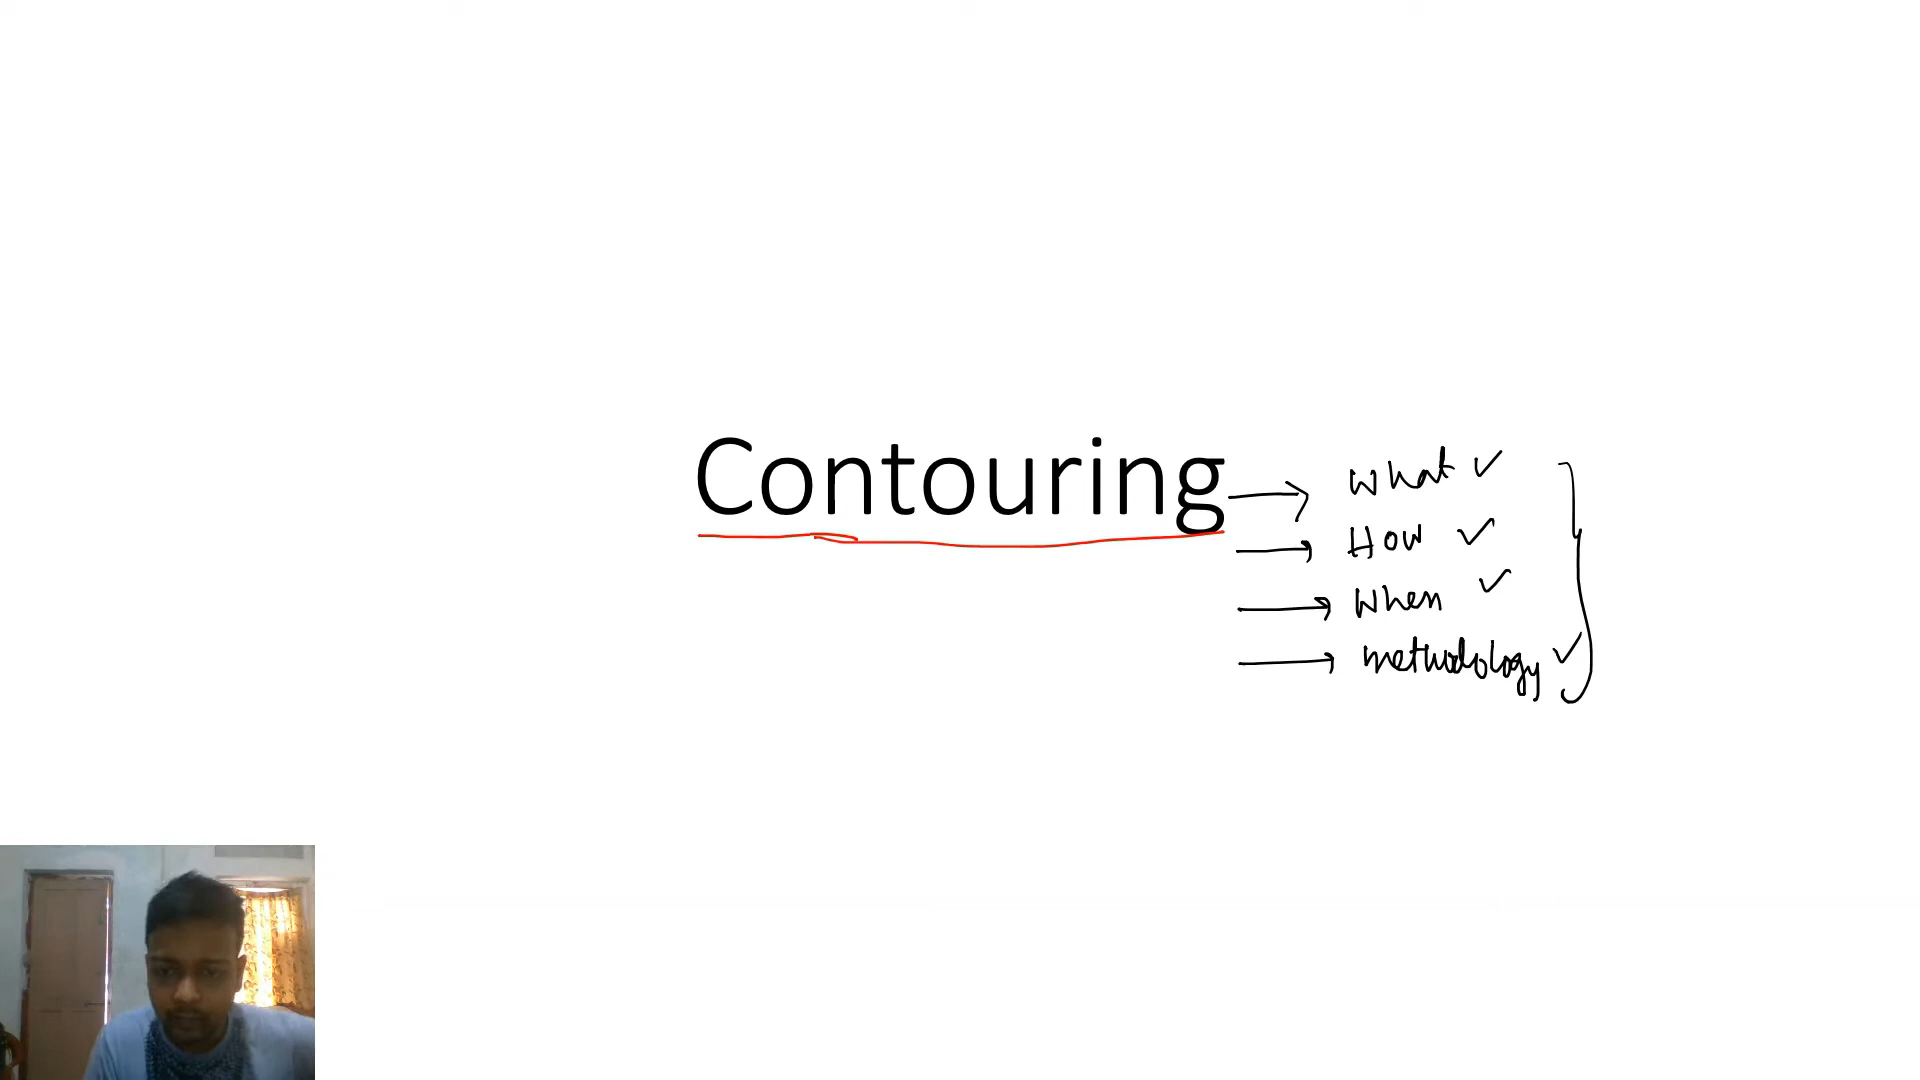 Contouring
What ✓
How ✓
When ✓
methodology ✓